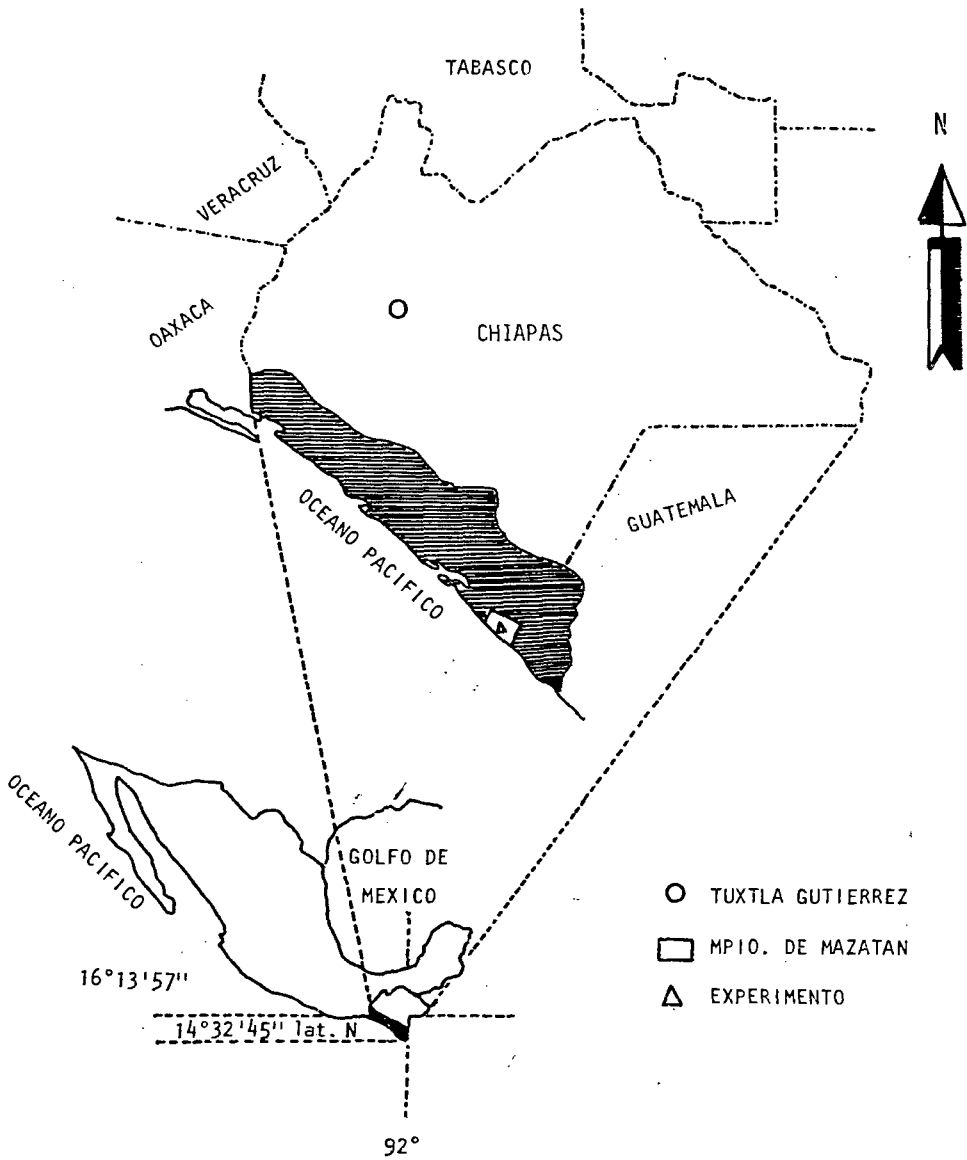 TABASCO
N
VERACRUZ
OAXACA
CHIAPAS
OCEANO PACIFICO
GUATEMALA
OCEANO PACIFICO
GOLFO DE
MEXICO
TUXTLA GUTIERREZ
MPIO. DE MAZATAN
EXPERIMENTO
16°13'57"
14°32'45" lat. N
92°